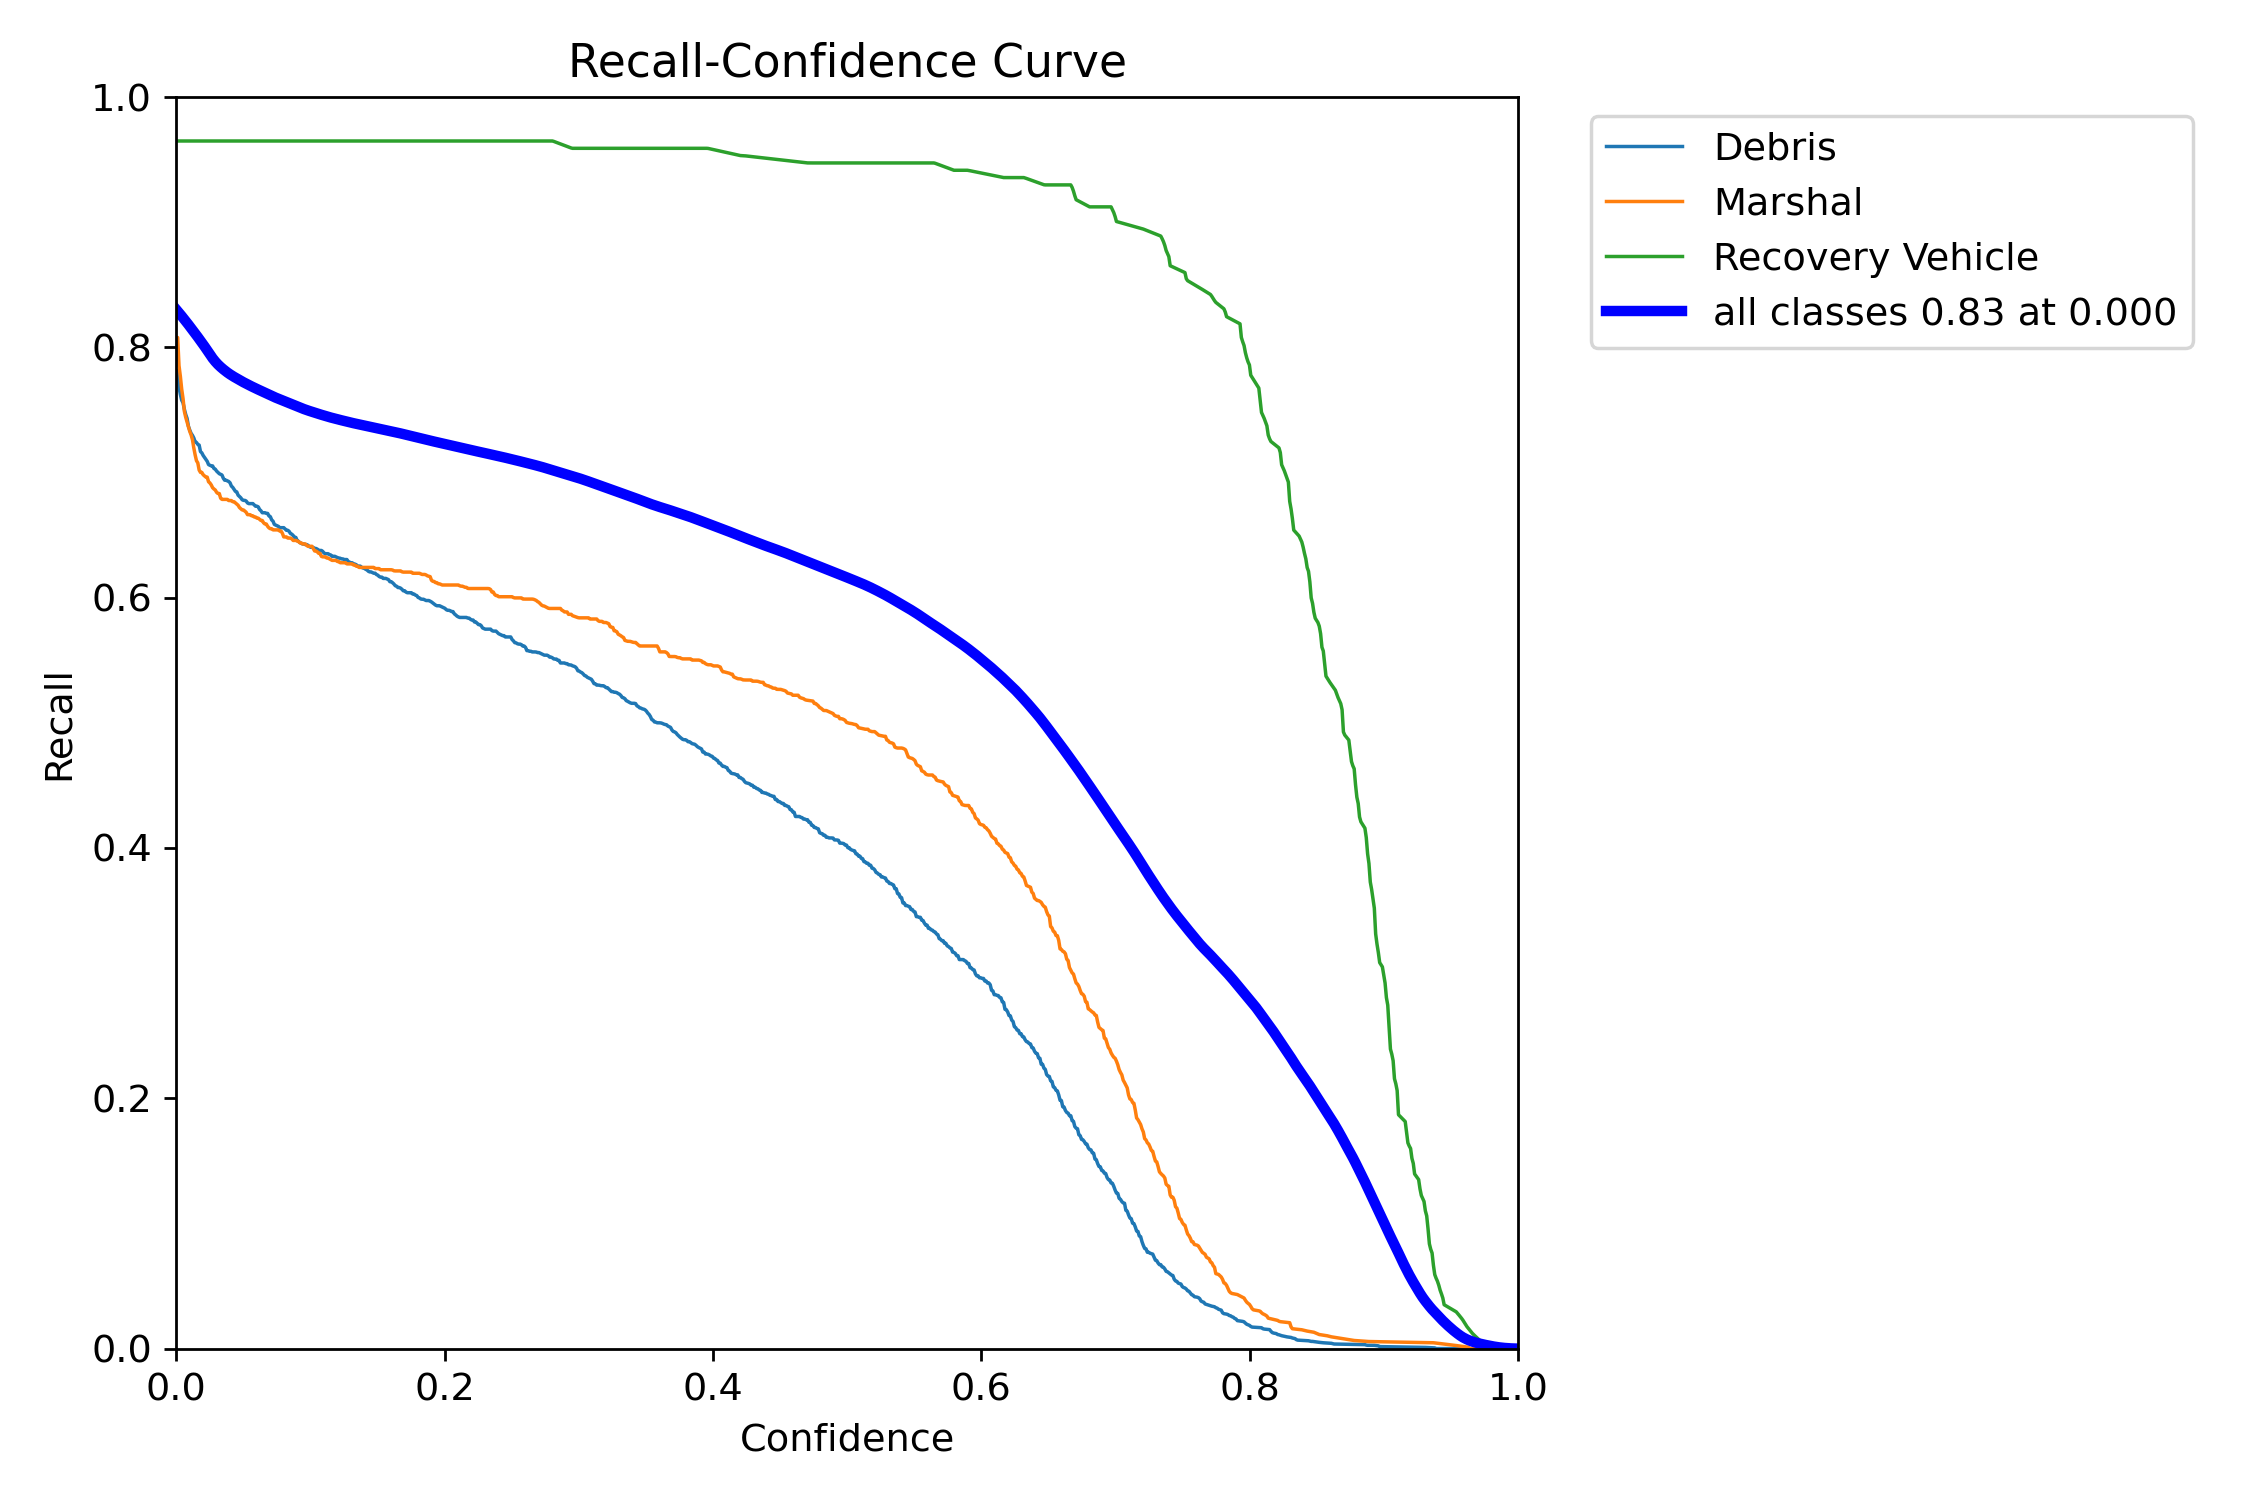 Recall-Confidence Curve
1.0
0.8
0.6
0.4
0.2
0.0
Recall
0.0 0.2 0.4 0.6 0.8 1.0
Confidence
Debris
Marshal
Recovery Vehicle
all classes 0.83 at 0.000